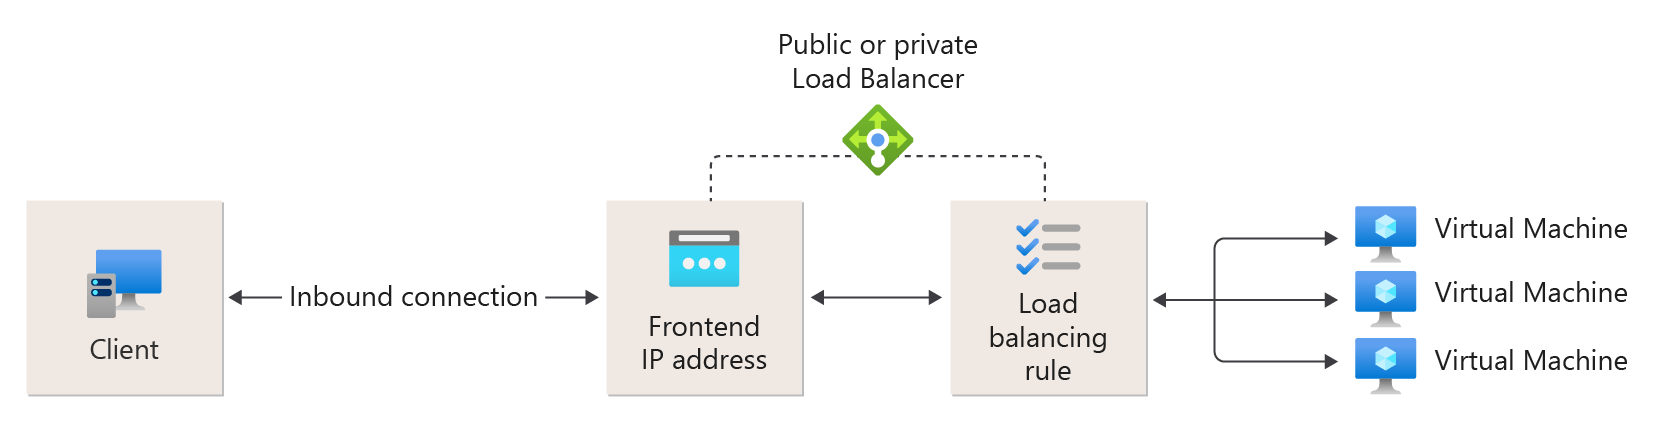 Public or private
Load Balancer
Client
Inbound connection
Frontend
IP address
Load
balancing
rule
Virtual Machine
Virtual Machine
Virtual Machine